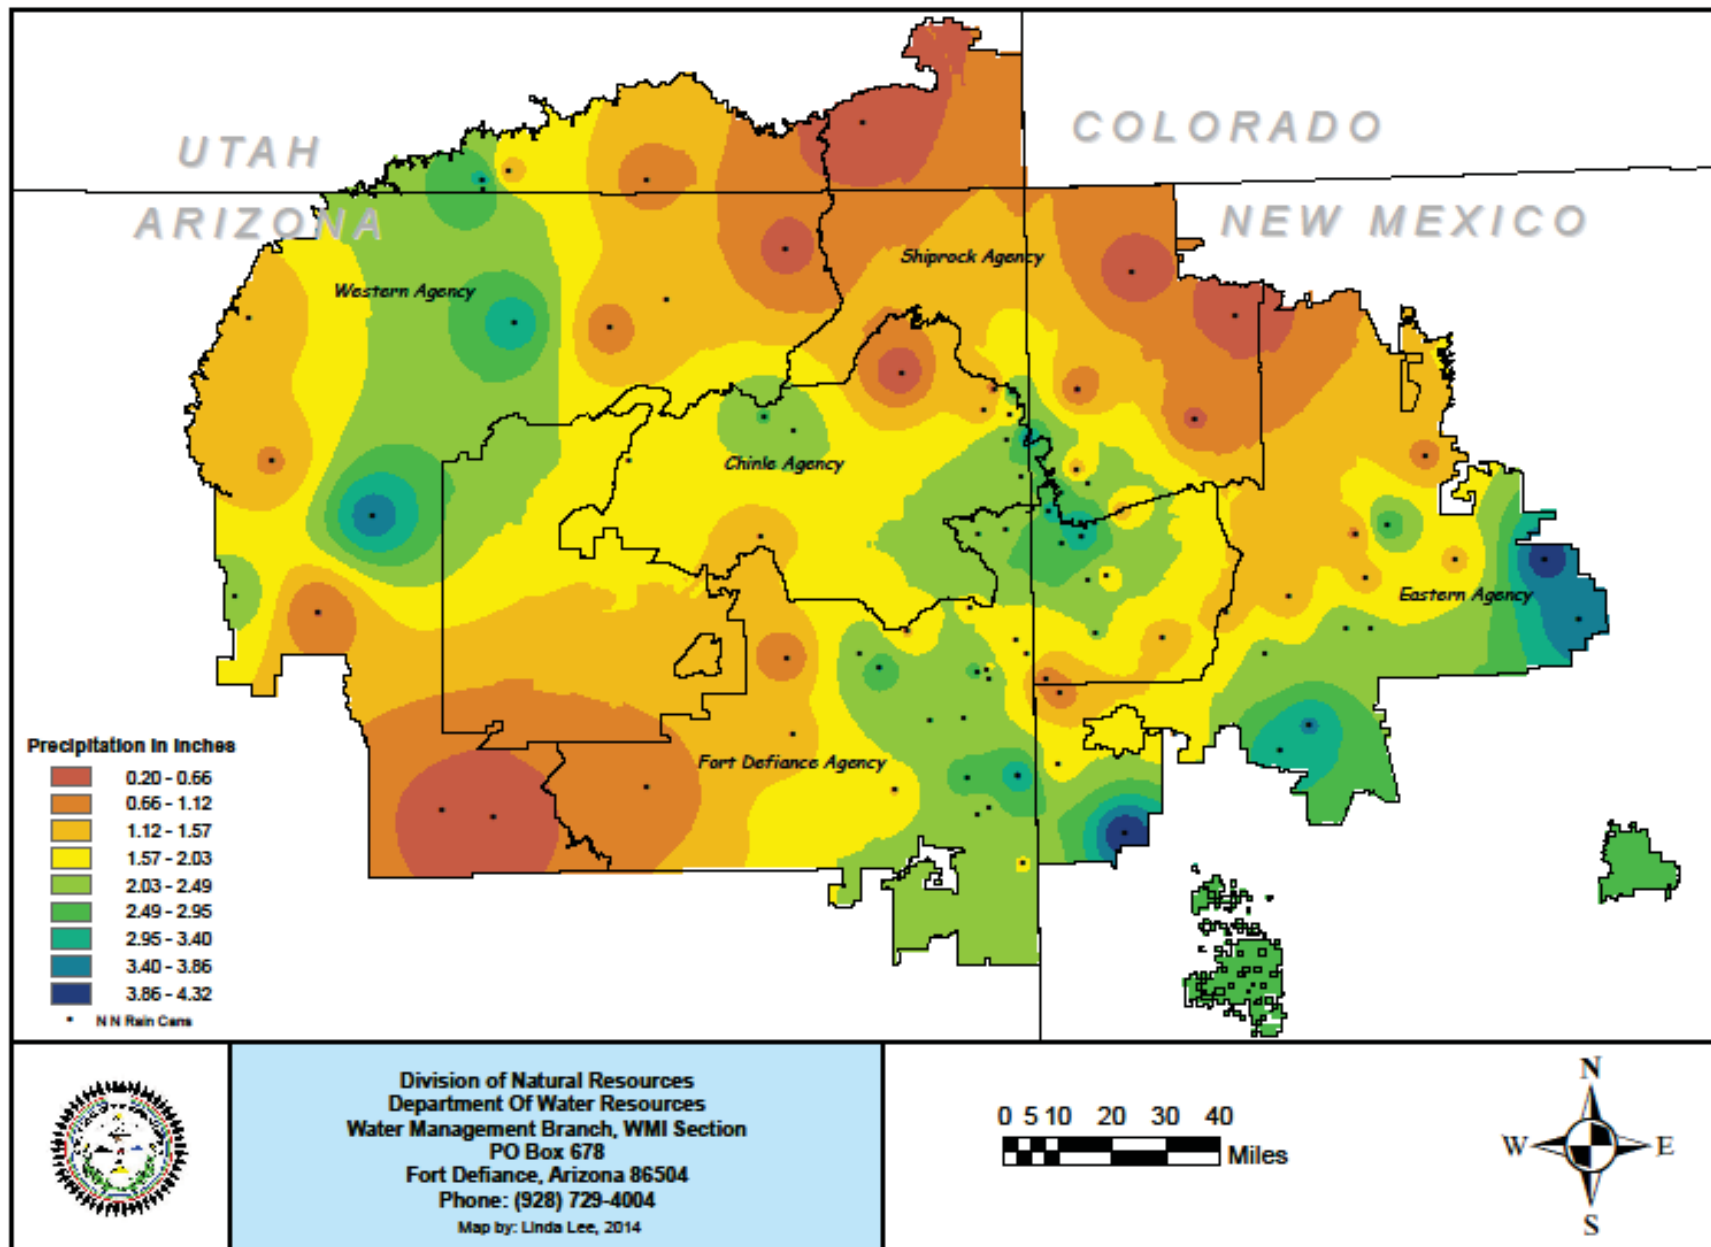 UTAH
COLORADO
ARIZONA
NEW MEXICO
Shiprock Agency
Western Agency
Chinle Agency
Eastern Agency
Fort Defiance Agency
Precipitation in Inches
0.20 - 0.66
0.66 - 1.12
1.12 - 1.57
1.57 - 2.03
2.03 - 2.49
2.49 - 2.95
2.95 - 3.40
3.40 - 3.86
3.86 - 4.32
N N Rain Cans
Division of Natural Resources
Department Of Water Resources
Water Management Branch, WMI Section
PO Box 678
Fort Defiance, Arizona 86504
Phone: (928) 729-4004
Map by: Linda Lee, 2014
0 5 10 20 30 40
Miles
N
W E
S